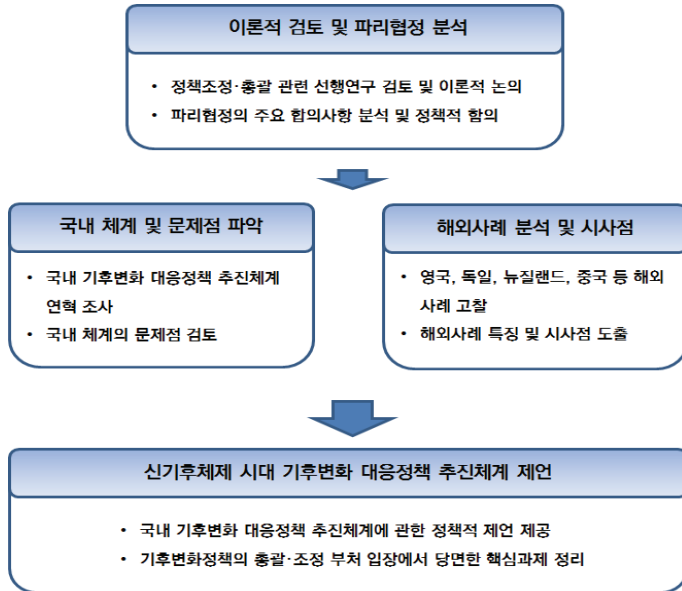 이론적 검토 및 파리협정 분석
• 정책조정·총괄 관련 선행연구 검토 및 이론적 논의
• 파리협정의 주요 합의사항 분석 및 정책적 함의
국내 체계 및 문제점 파악
• 국내 기후변화 대응정책 추진체계
연혁 조사
• 국내 체계의 문제점 검토
해외사례 분석 및 시사점
• 영국, 독일, 뉴질랜드, 중국 등 해외
사례 고찰
• 해외사례 특징 및 시사점 도출
신기후체제 시대 기후변화 대응정책 추진체계 제언
• 국내 기후변화 대응정책 추진체계에 관한 정책적 제언 제공
• 기후변화정책의 총괄·조정 부처 입장에서 당면한 핵심과제 정리